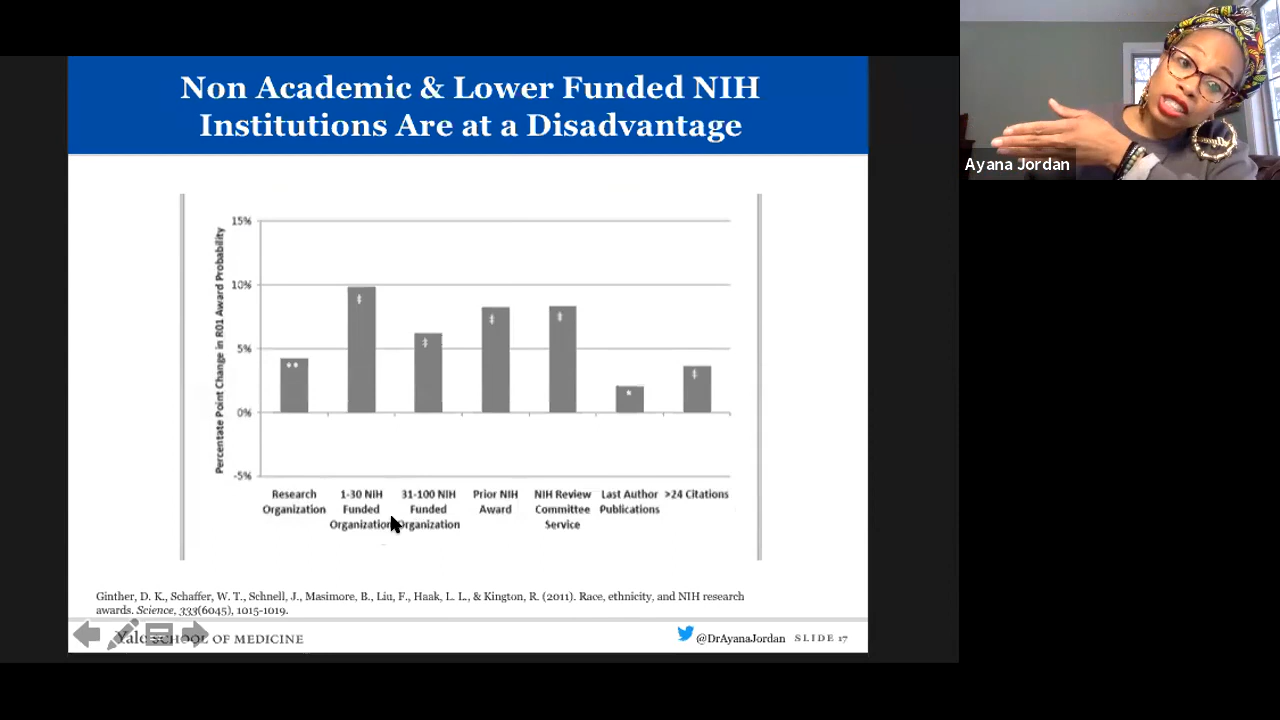 Non Academic & Lower Funded NIH
Institutions Are at a Disadvantage
Ayana Jordan
Percentate Point Change in R01 Award Probability
15%
10%
5%
0%
-5%
‡
‡
‡
‡
**
*
‡
Research
Organization
1-30 NIH
Funded
Organization
31-100 NIH
Funded
Organization
Prior NIH
Award
NIH Review
Committee
Service
Last Author
Publications
>24 Citations
Ginther, D. K., Schaffer, W. T., Schnell, J., Masimore, B., Liu, F., Haak, L. L., & Kington, R. (2011). Race, ethnicity, and NIH research
awards. Science, 333(6045), 1015-1019.
Yale SCHOOL OF MEDICINE
@DrAyanaJordan SLIDE 17